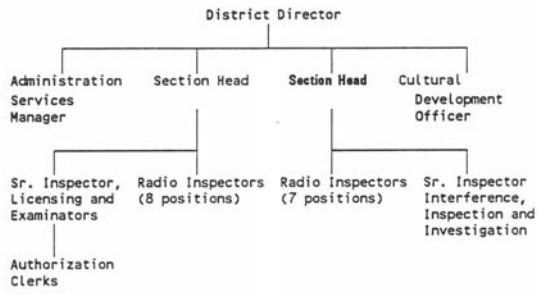 District Director
Administration Services Manager
Section Head
Section Head
Cultural Development Officer
Sr. Inspector, Licensing and Examinators
Radio Inspectors (8 positions)
Radio Inspectors (7 positions)
Sr. Inspector Interference, Inspection and Investigation
Authorization Clerks